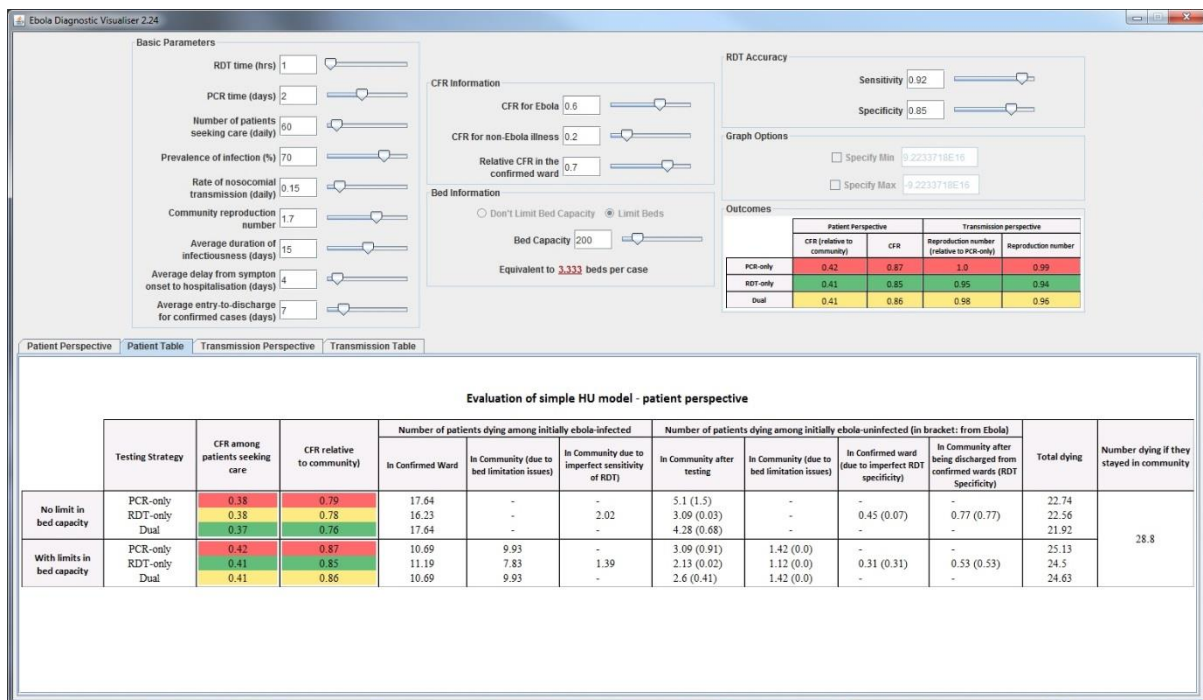 Ebola Diagnostic Visualiser 2.24
Basic Parameters
RDT time (hrs) 1
PCR time (days) 2
Number of patients
seeking care (daily) 60
Prevalence of infection (%) 70
Rate of nosocomial
transmission (daily) 0.15
Community reproduction
number 1.7
Average duration of
infectiousness (days) 15
Average delay from sympton
onset to hospitalisation (days) 4
Average entry-to-discharge
for confirmed cases (days) 7
CFR Information
CFR for Ebola 0.6
CFR for non-Ebola illness 0.2
Relative CFR in the
confirmed ward 0.7
Bed Information
Don't Limit Bed Capacity Limit Beds
Bed Capacity 200
Equivalent to 3.333 beds per case
RDT Accuracy
Sensitivity 0.92
Specificity 0.85
Graph Options
Specify Min 9.2233718E16
Specify Max -9.2233718E16
Outcomes
Patient Perspective Transmission perspective
CFR (relative to community) CFR Reproduction number (relative to PCR-only) Reproduction number
PCR-only 0.42 0.87 1.0 0.99
RDT-only 0.41 0.85 0.95 0.94
Dual 0.41 0.86 0.98 0.96
Patient Perspective Patient Table Transmission Perspective Transmission Table
Evaluation of simple HU model - patient perspective
Testing Strategy
CFR among patients seeking care
CFR relative to community)
Number of patients dying among initially ebola-infected
In Confirmed Ward
In Community (due to bed limitation issues)
In Community due to imperfect sensitivity of RDT)
Number of patients dying among initially ebola-uninfected (in bracket: from Ebola)
In Community after testing
In Community (due to bed limitation issues)
In Confirmed ward (due to imperfect RDT specificity)
In Community after being discharged from confirmed wards (RDT Specificity)
Total dying
Number dying if they stayed in community
No limit in bed capacity
PCR-only 0.38 0.79 17.64 - - 5.1 (1.5) - - - 22.74
RDT-only 0.38 0.78 16.23 - 2.02 3.09 (0.03) - 0.45 (0.07) 0.77 (0.77) 22.56
Dual 0.37 0.76 17.64 - - 4.28 (0.68) - - - 21.92
28.8
With limits in bed capacity
PCR-only 0.42 0.87 10.69 9.93 - 3.09 (0.91) 1.42 (0.0) - - 25.13
RDT-only 0.41 0.85 11.19 7.83 1.39 2.13 (0.02) 1.12 (0.0) 0.31 (0.31) 0.53 (0.53) 24.5
Dual 0.41 0.86 10.69 9.93 - 2.6 (0.41) 1.42 (0.0) - - 24.63